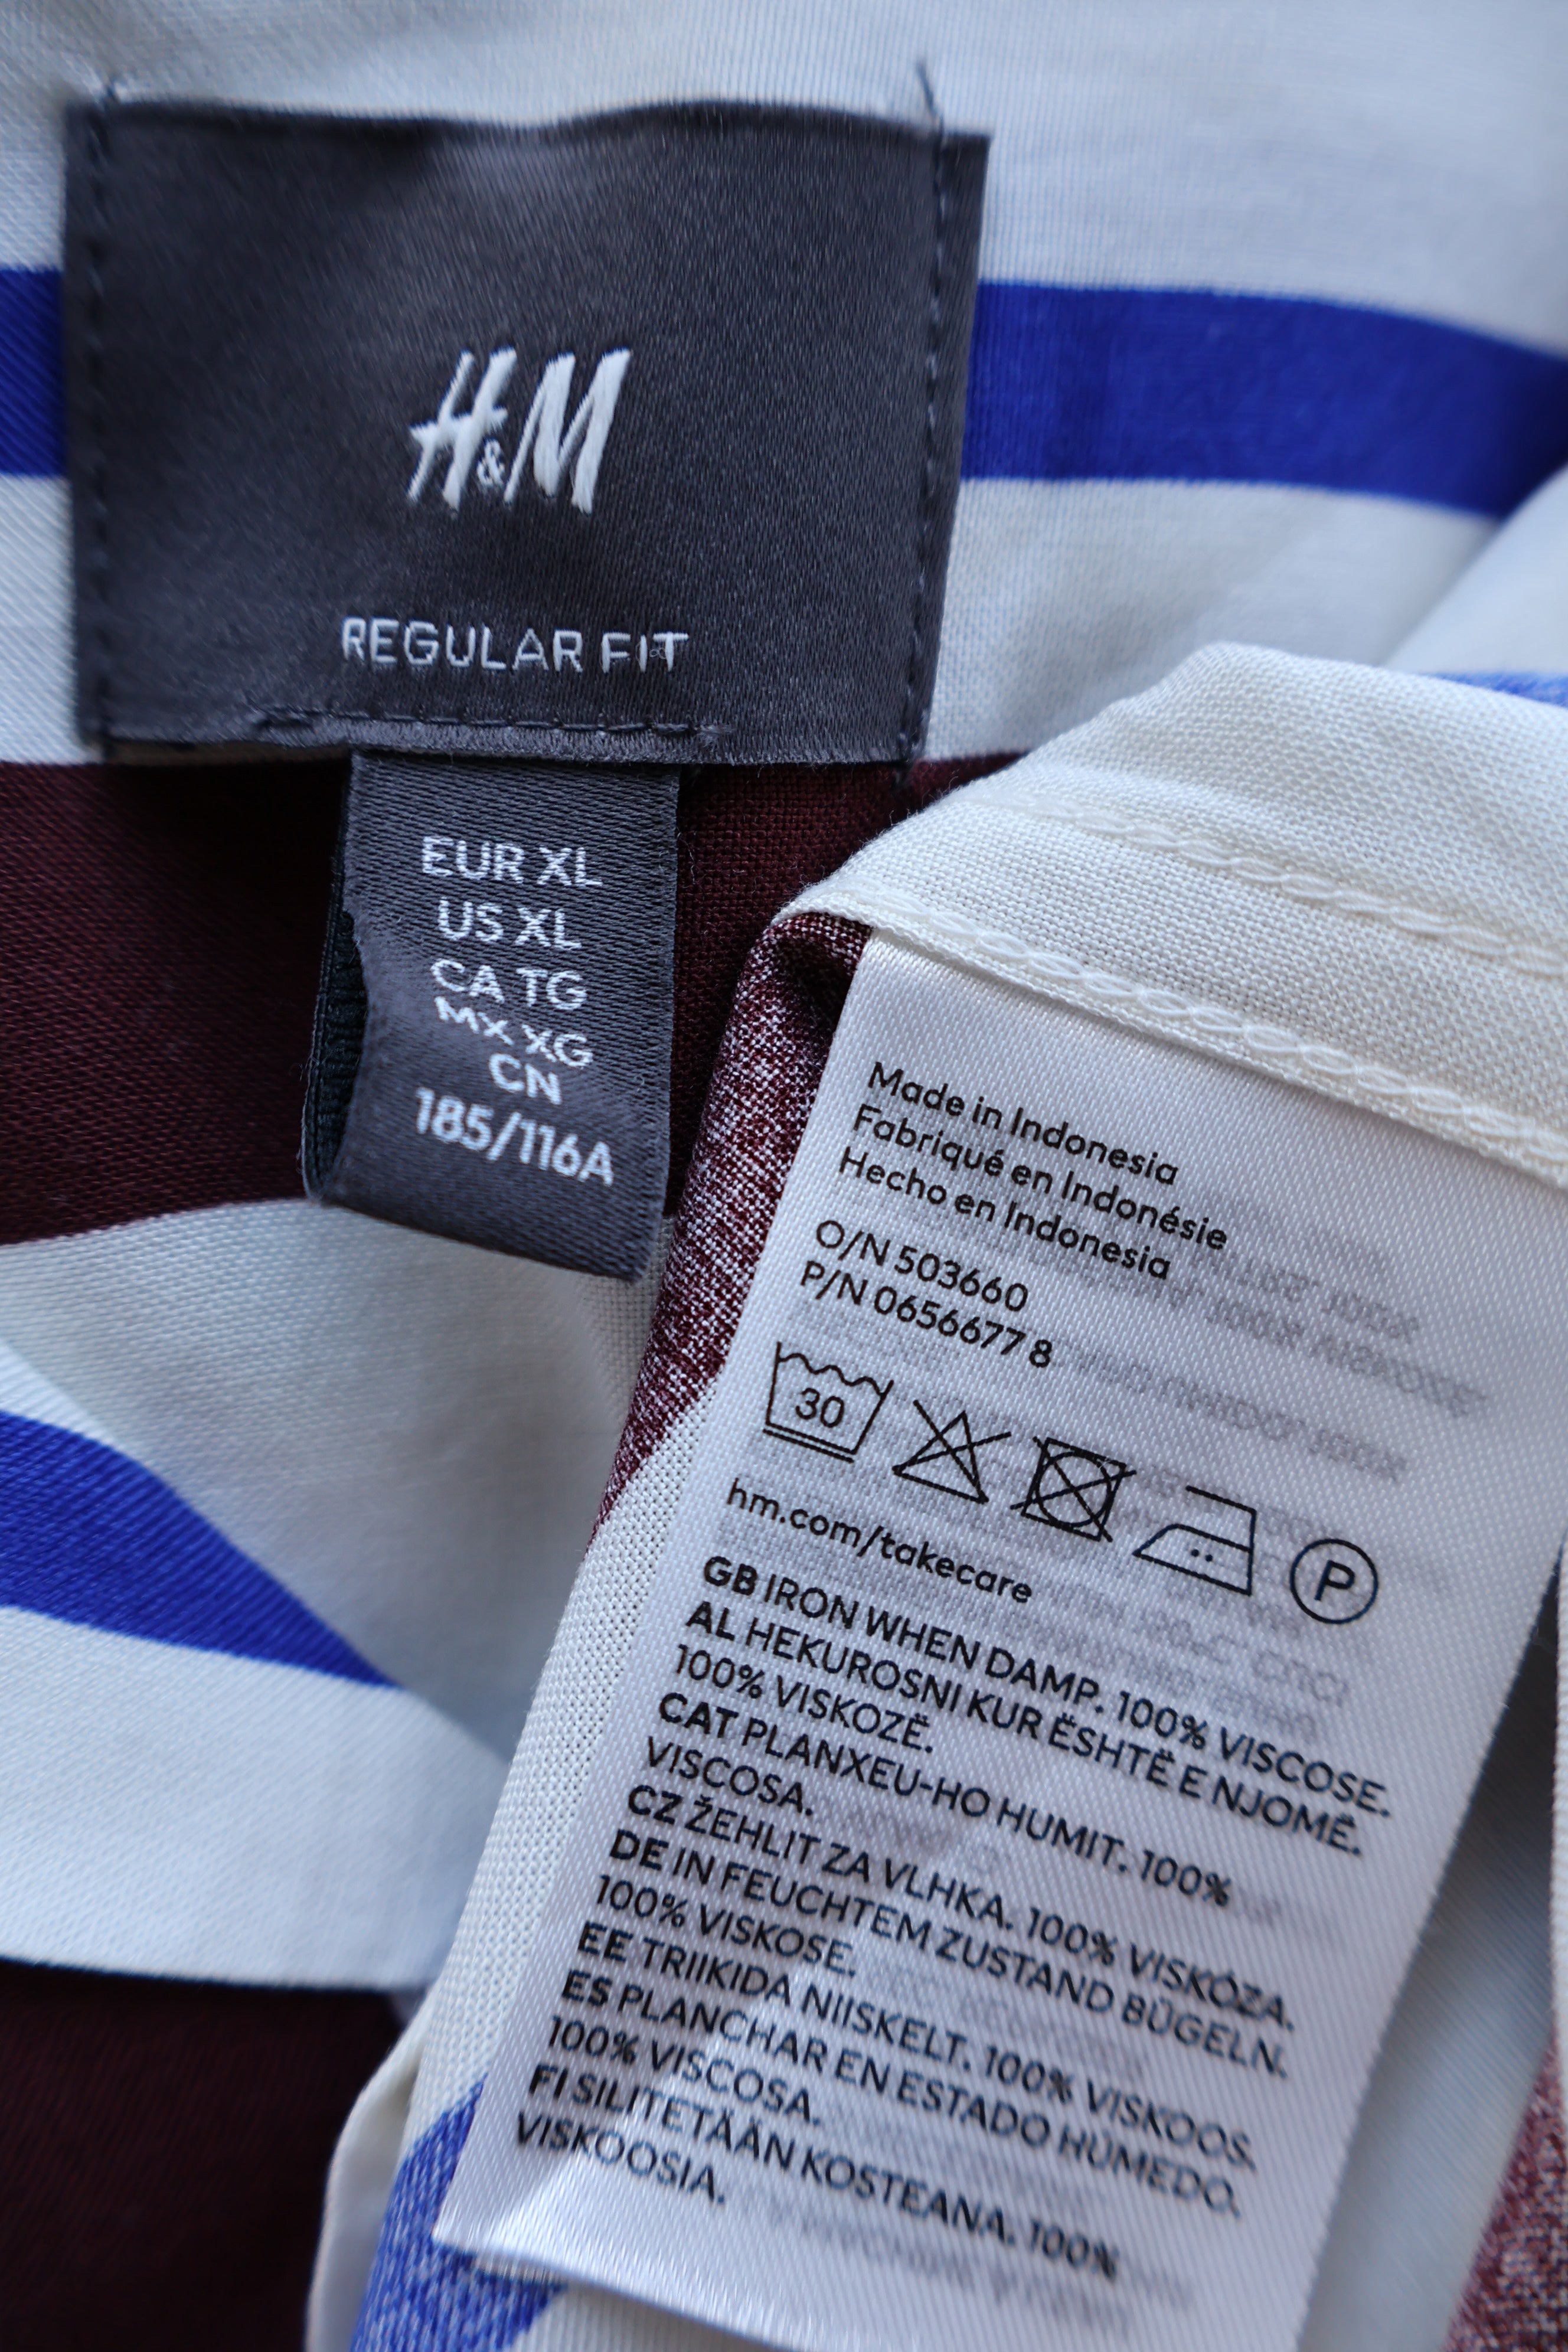 H&M
REGULAR FIT
EUR XL
US XL
CA TG
MX XG
CN
185/116A
Made in Indonesia
Fabriqué en Indonésie
Hecho en Indonesia
O/N 503660
P/N 0656677 8
30
P
hm.com/takecare
GB IRON WHEN DAMP. 100% VISCOSE.
AL HEKUROSNI KUR ËSHTË E NJOMË.
100% VISKOZË.
CAT PLANXEU-HO HUMIT. 100%
VISCOSA.
CZ ŽEHLIT ZA VLHKA. 100% VISKÓZA.
DE IN FEUCHTEM ZUSTAND BÜGELN.
100% VISKOSE.
EE TRIIKIDA NIISKELT. 100% VISKOOS.
ES PLANCHAR EN ESTADO HÚMEDO.
100% VISCOSA.
FI SILITETÄÄN KOSTEANA. 100%
VISKOOSIA.